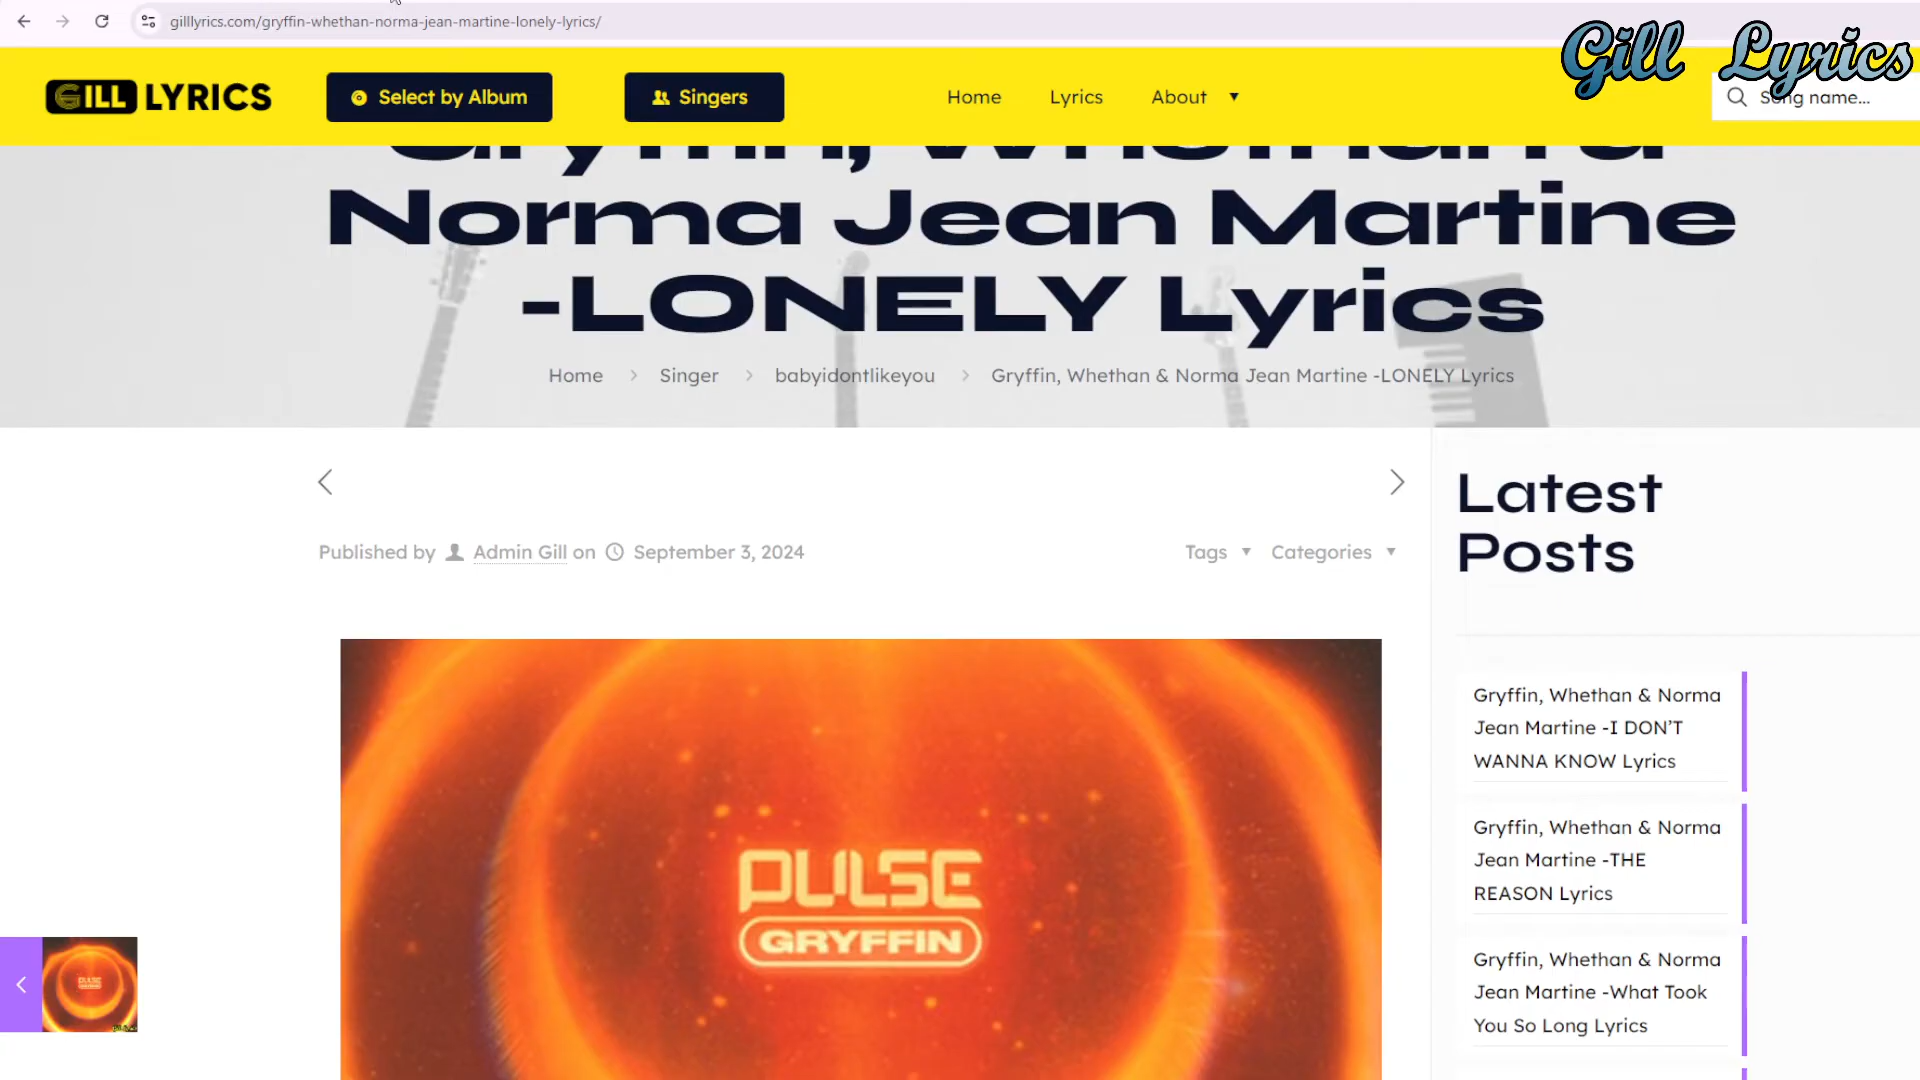 gilllyrics.com/gryffin-whethan-norma-jean-martine-lonely-lyrics/
Gill Lyrics
GILL LYRICS
Select by Album
Singers
Home
Lyrics
About
Song name...
Gryffin, Whethan &
Norma Jean Martine
-LONELY Lyrics
Home
Singer
babyidontlikeyou
Gryffin, Whethan & Norma Jean Martine -LONELY Lyrics
Published by Admin Gill on September 3, 2024
Tags
Categories
PULSE
GRYFFIN
Latest
Posts
Gryffin, Whethan & Norma
Jean Martine -I DON’T
WANNA KNOW Lyrics
Gryffin, Whethan & Norma
Jean Martine -THE
REASON Lyrics
Gryffin, Whethan & Norma
Jean Martine -What Took
You So Long Lyrics